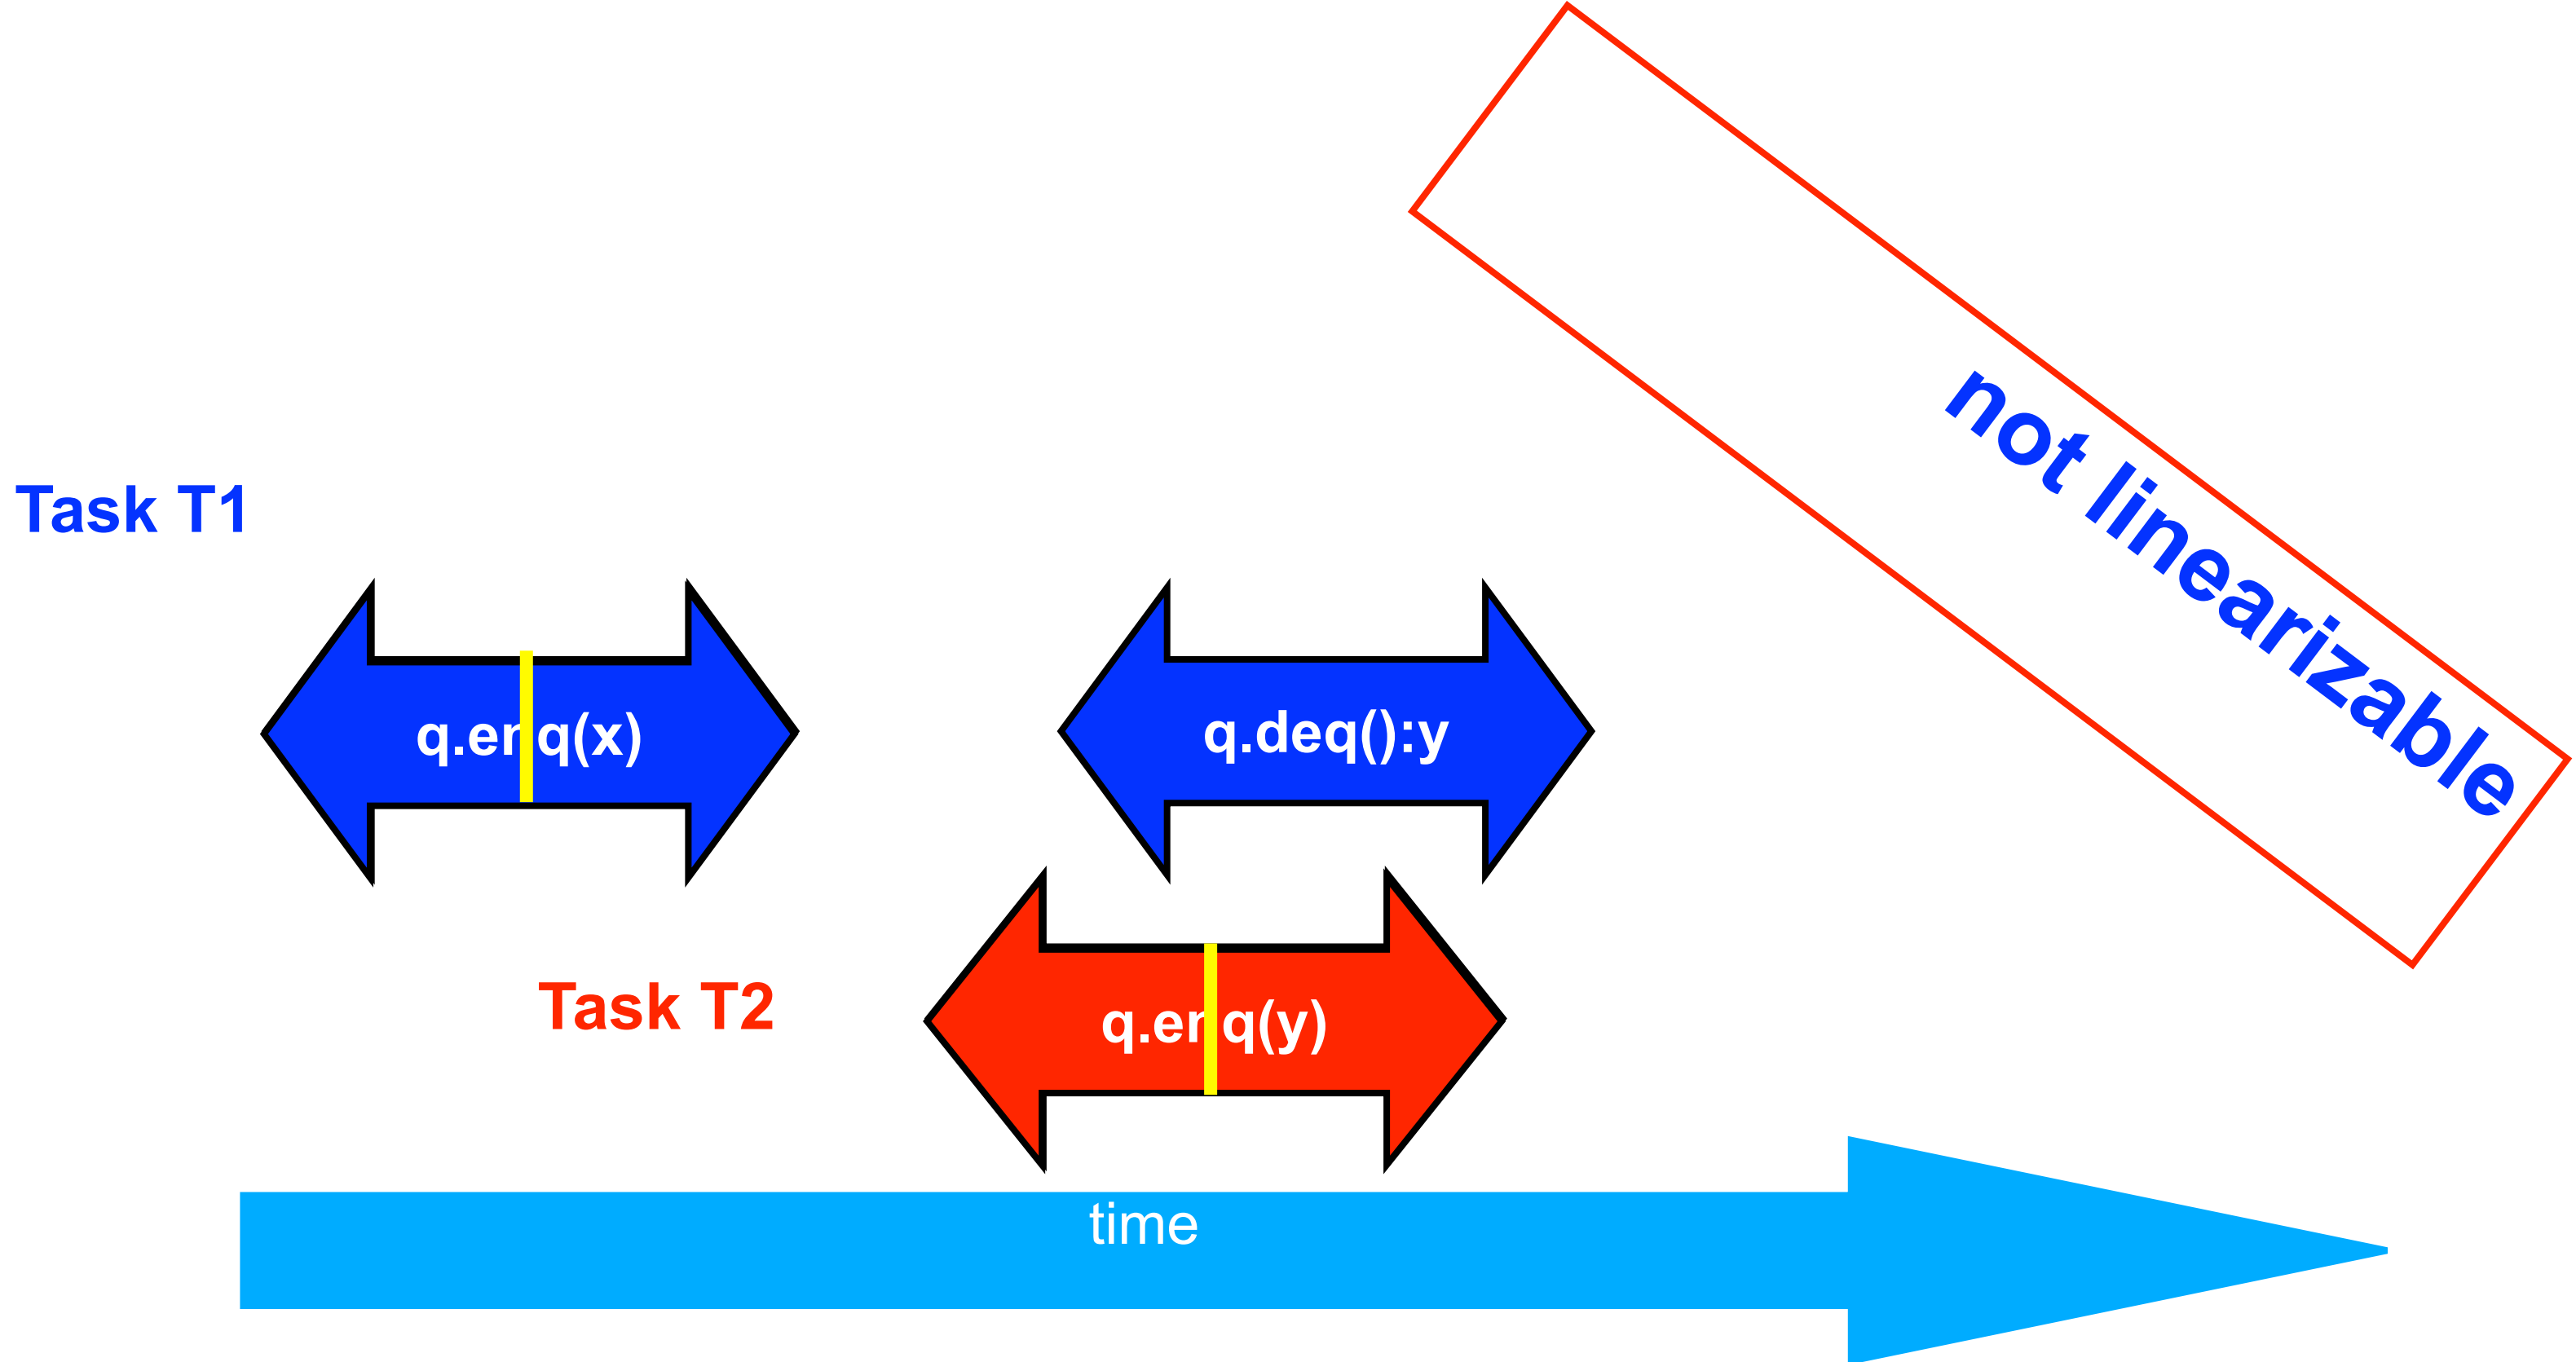 not linearizable
Task T1
q.enq(x)
q.deq():y
Task T2
q.enq(y)
time